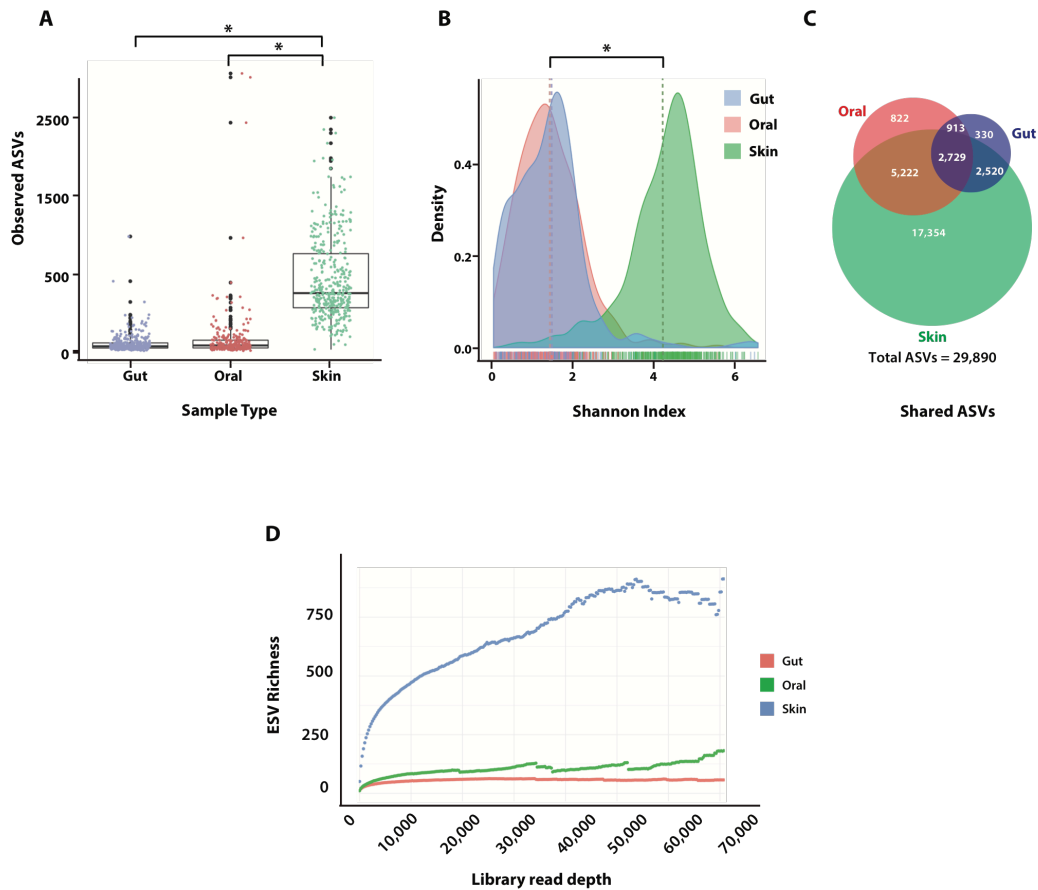 A
*
*
2500
1500
500
0
Observed ASVs
Gut
Oral
Skin
Sample Type
B
*
Gut
Oral
Skin
0.4
0.2
0.0
Density
0
2
4
6
Shannon Index
C
Oral
822
913
330
Gut
2,729
5,222
2,520
17,354
Skin
Total ASVs = 29,890
Shared ASVs
D
750
500
250
0
ESV Richness
Gut
Oral
Skin
0
10,000
20,000
30,000
40,000
50,000
60,000
70,000
Library read depth